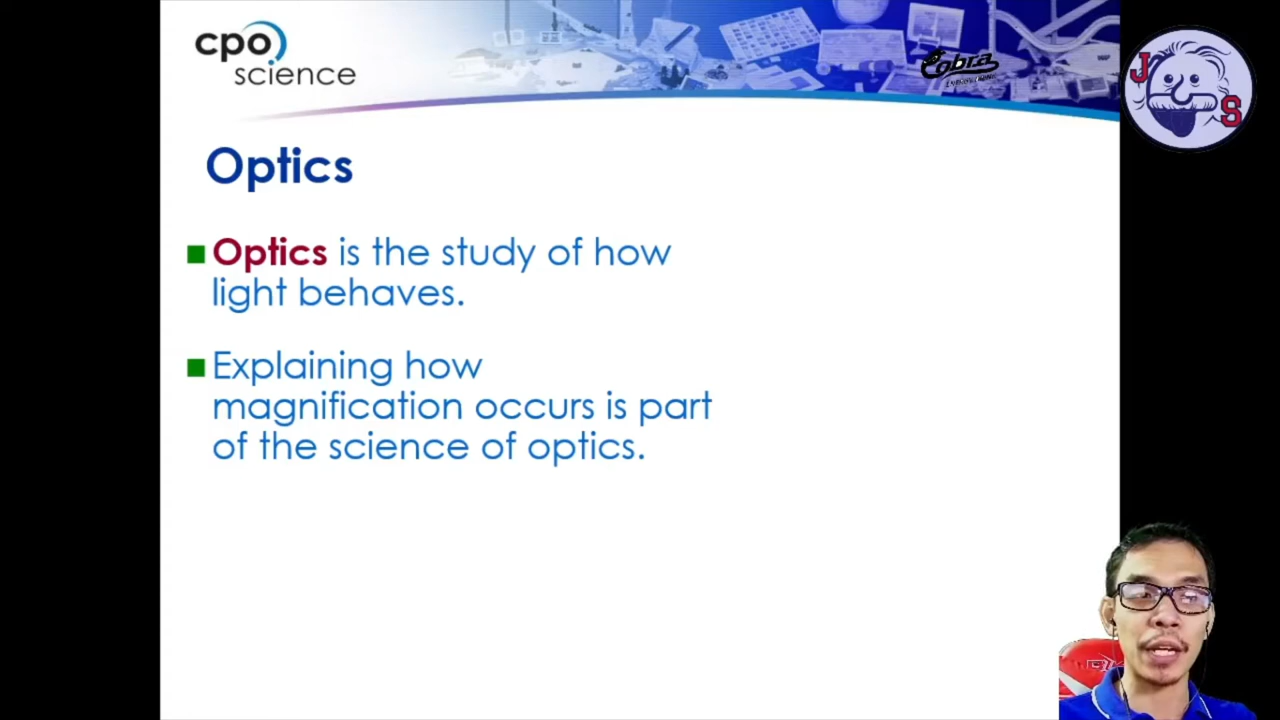 cpo
science
Cobra
J
S
Optics
Optics is the study of how
light behaves.
Explaining how
magnification occurs is part
of the science of optics.